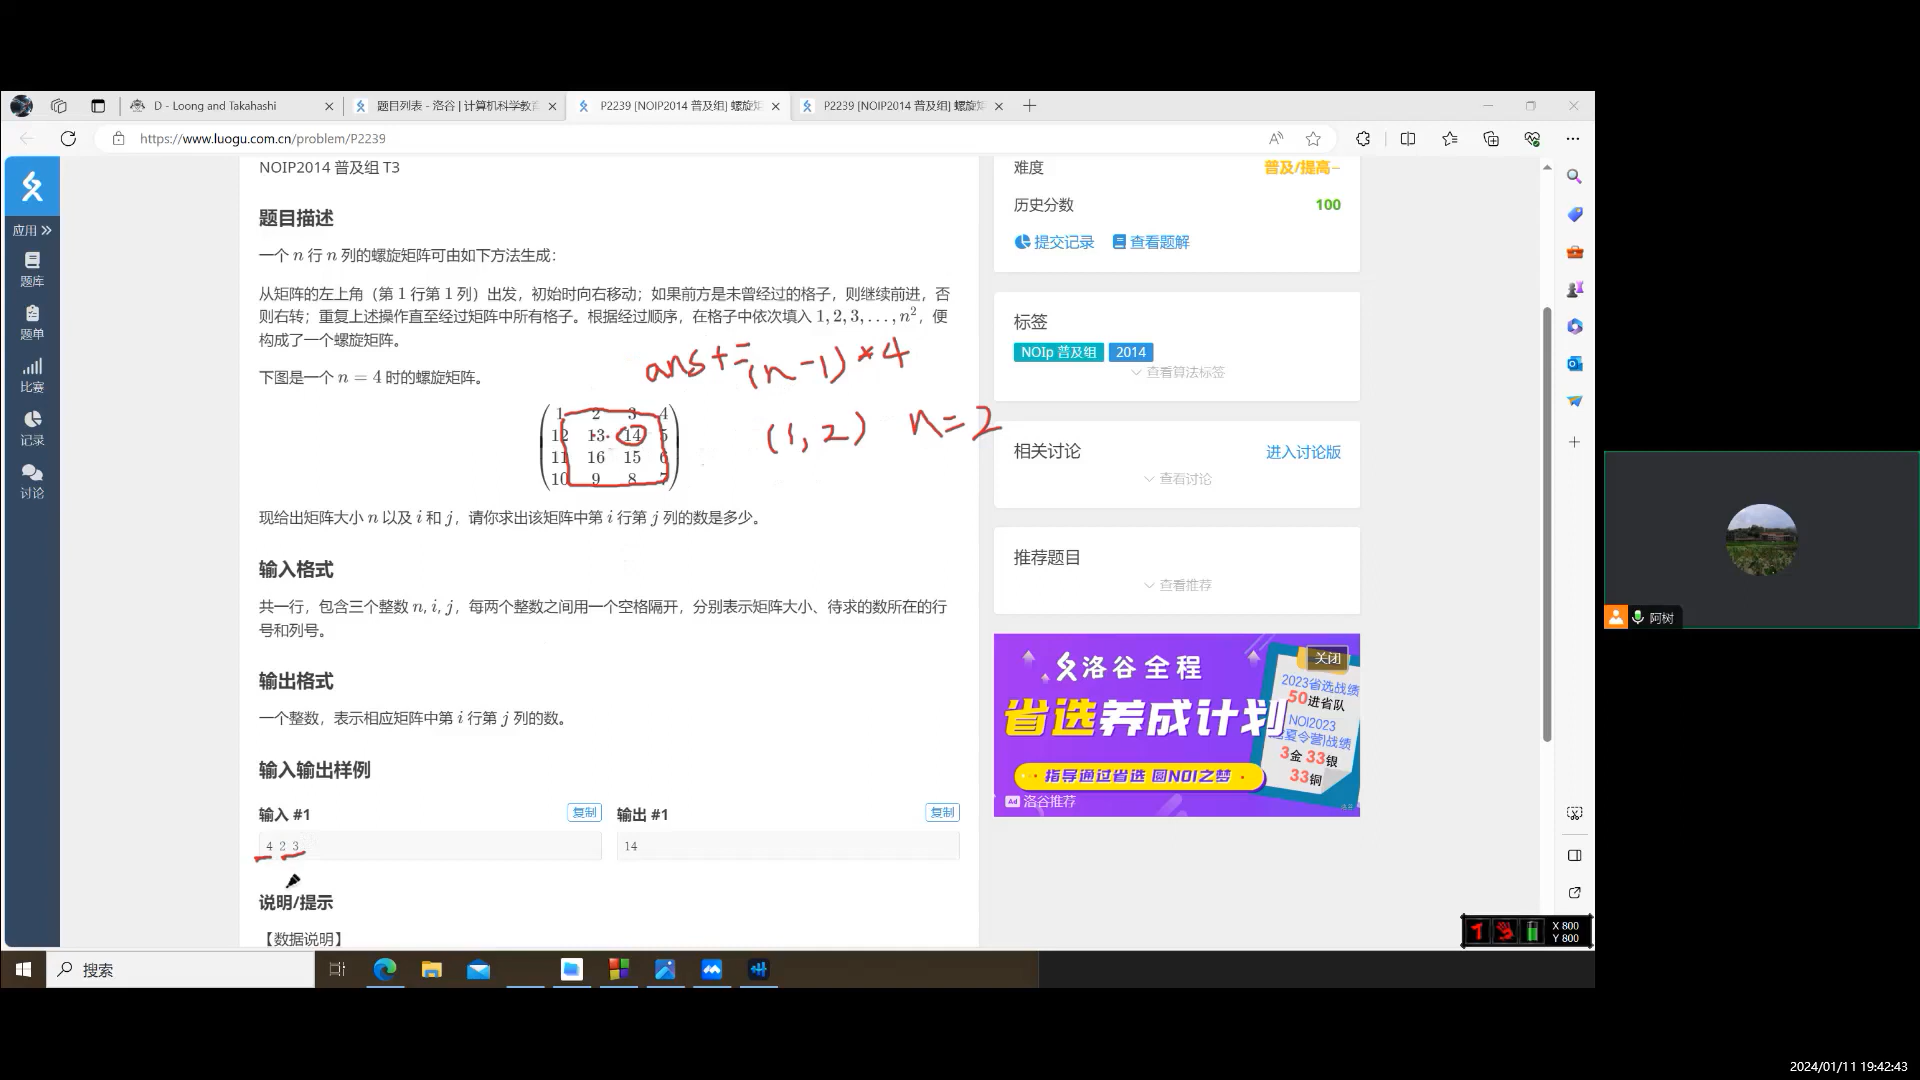 D - Loong and Takahashi
题目列表 - 洛谷 | 计算机科学教育
P2239 [NOIP2014 普及组] 螺旋矩
P2239 [NOIP2014 普及组] 螺旋矩
https://www.luogu.com.cn/problem/P2239
应用
题库
题单
比赛
记录
讨论
NOIP2014 普及组 T3
题目描述
一个 n 行 n 列的螺旋矩阵可由如下方法生成：
从矩阵的左上角（第 1 行第 1 列）出发，初始时向右移动；如果前方是未曾经过的格子，则继续前进，否
则右转；重复上述操作直至经过矩阵中所有格子。根据经过顺序，在格子中依次填入 1, 2, 3, . . . , n²，便
构成了一个螺旋矩阵。
下图是一个 n = 4 时的螺旋矩阵。
ans+=(n-1)*4
1 2 3 4
12 13 14 5
11 16 15 6
10 9 8 7
(1,2) n=2
现给出矩阵大小 n 以及 i 和 j，请你求出该矩阵中第 i 行第 j 列的数是多少。
输入格式
共一行，包含三个整数 n, i, j，每两个整数之间用一个空格隔开，分别表示矩阵大小、待求的数所在的行
号和列号。
输出格式
一个整数，表示相应矩阵中第 i 行第 j 列的数。
输入输出样例
输入 #1
复制
4 2 3
输出 #1
复制
14
说明/提示
【数据说明】
难度
普及/提高−
历史分数
100
提交记录
查看题解
标签
NOIp 普及组
2014
查看算法标签
相关讨论
进入讨论版
查看讨论
推荐题目
查看推荐
关闭
洛谷全程
省选养成计划
指导通过省选 圆NOI之梦
2023省选战绩
50进省队
NOI2023
夏令营)战绩
3金 33银
33铜
Ad 洛谷推荐
X 800
Y 800
搜索
阿树
2024/01/11 19:42:43